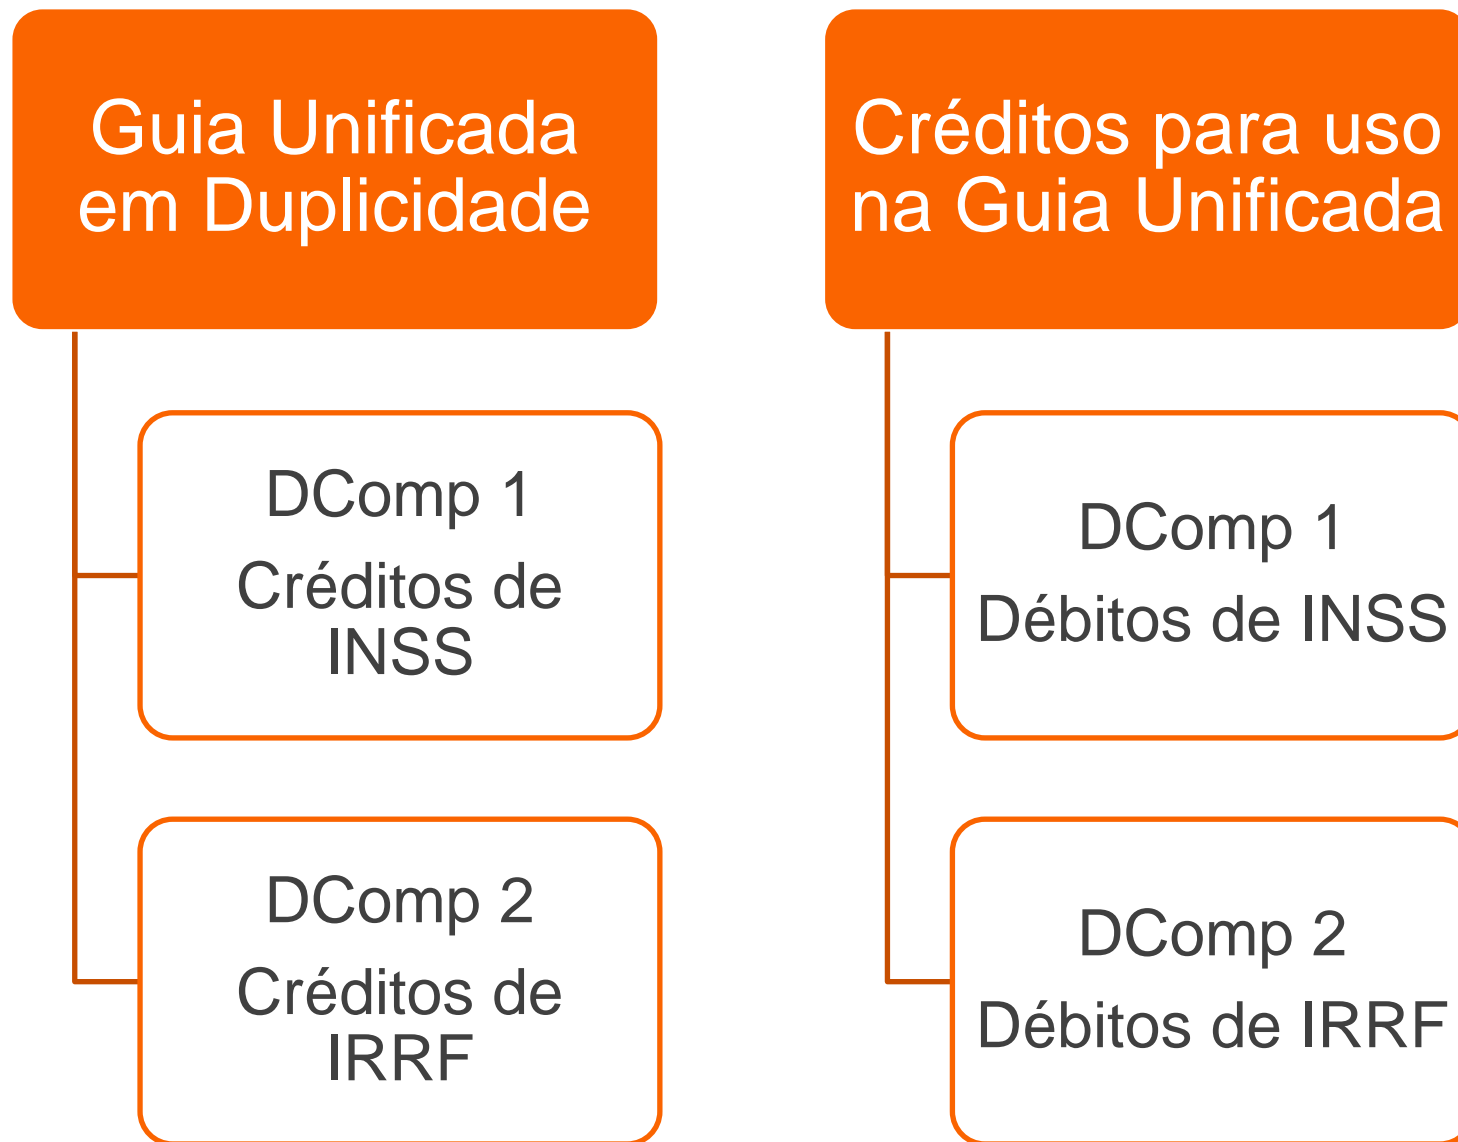 Guia Unificada
em Duplicidade
DComp 1
Créditos de
INSS
DComp 2
Créditos de
IRRF
Créditos para uso
na Guia Unificada
DComp 1
Débitos de INSS
DComp 2
Débitos de IRRF